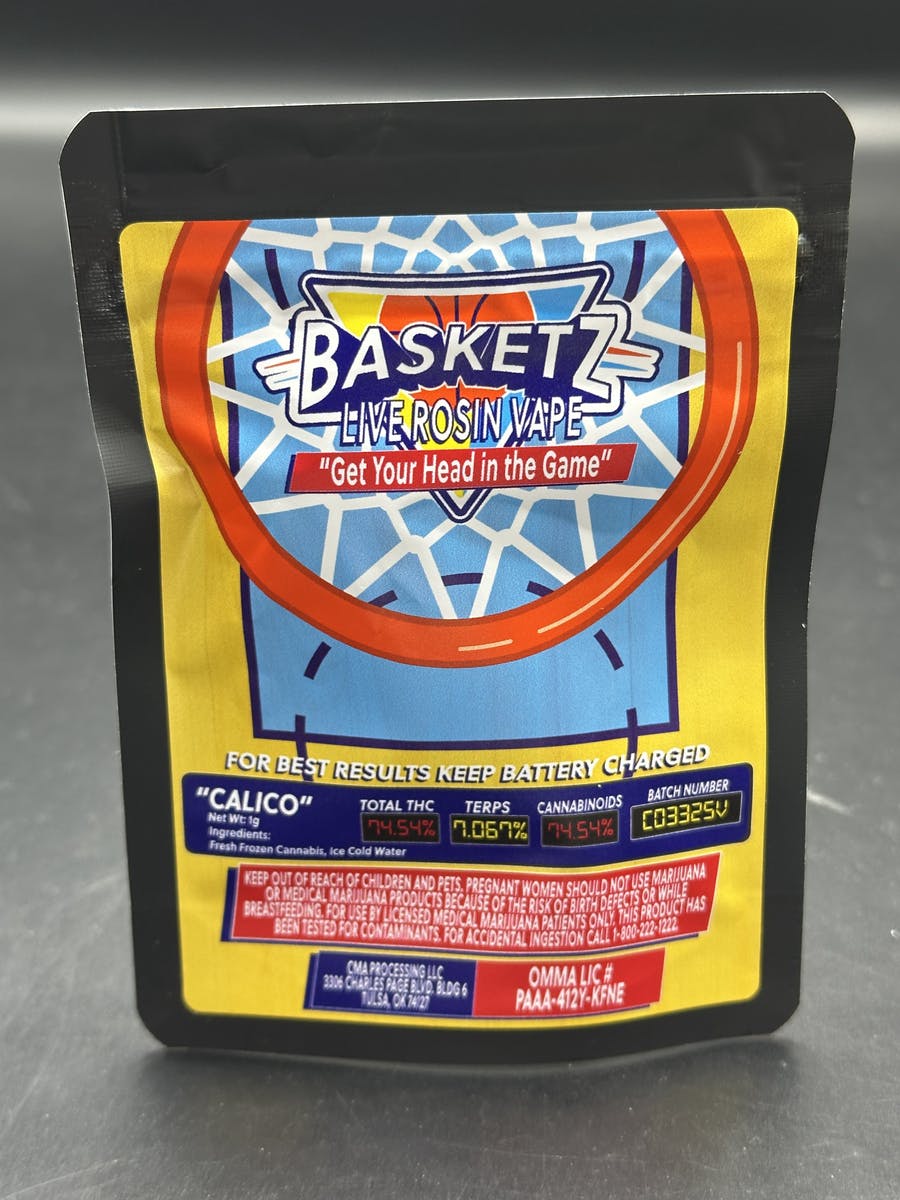 BASKETZ
LIVE ROSIN VAPE
"Get Your Head in the Game"
FOR BEST RESULTS KEEP BATTERY CHARGED
"CALICO"
Net Wt: 1g
Ingredients:
Fresh Frozen Cannabis, Ice Cold Water
TOTAL THC
74.54%
TERPS
7.067%
CANNABINOIDS
74.54%
BATCH NUMBER
C03325V
KEEP OUT OF REACH OF CHILDREN AND PETS. PREGNANT WOMEN SHOULD NOT USE MARIJUANA
OR MEDICAL MARIJUANA PRODUCTS BECAUSE OF THE RISK OF BIRTH DEFECTS OR WHILE
BREASTFEEDING. FOR USE BY LICENSED MEDICAL MARIJUANA PATIENTS ONLY. THIS PRODUCT HAS
BEEN TESTED FOR CONTAMINANTS. FOR ACCIDENTAL INGESTION CALL 1-800-222-1222.
CMA PROCESSING LLC
3306 CHARLES PAGE BLVD. BLDG 6
TULSA, OK 74127
OMMA LIC #
PAAA-412Y-KFNE